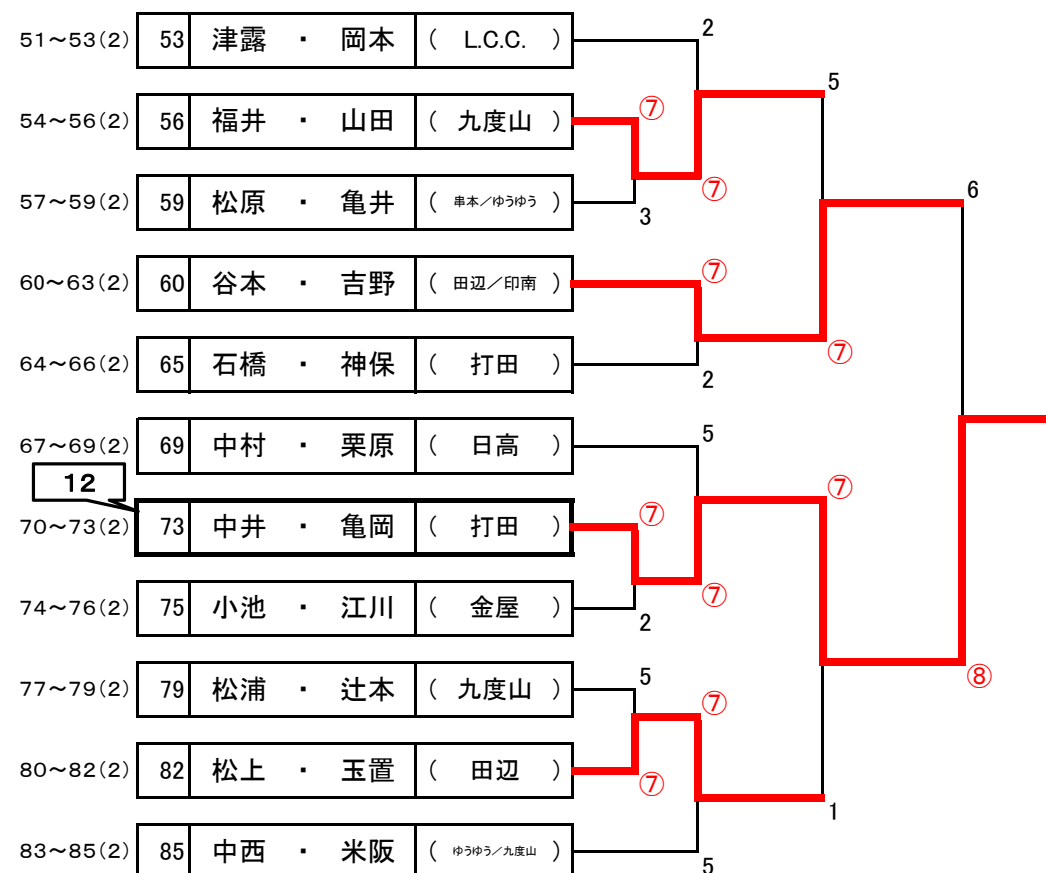 51～53(2) 53 津露 ・ 岡本 ( L.C.C. )
2
5
54～56(2) 56 福井 ・ 山田 ( 九度山 )
⑦
⑦
57～59(2) 59 松原 ・ 亀井 ( 串本／ゆうゆう )
3
6
60～63(2) 60 谷本 ・ 吉野 ( 田辺／印南 )
⑦
⑦
64～66(2) 65 石橋 ・ 神保 ( 打田 )
2
67～69(2) 69 中村 ・ 栗原 ( 日高 )
5
12
⑦
70～73(2) 73 中井 ・ 亀岡 ( 打田 )
⑦
⑦
74～76(2) 75 小池 ・ 江川 ( 金屋 )
2
77～79(2) 79 松浦 ・ 辻本 ( 九度山 )
5
⑧
⑦
80～82(2) 82 松上 ・ 玉置 ( 田辺 )
⑦
1
83～85(2) 85 中西 ・ 米阪 ( ゆうゆう／九度山 )
5